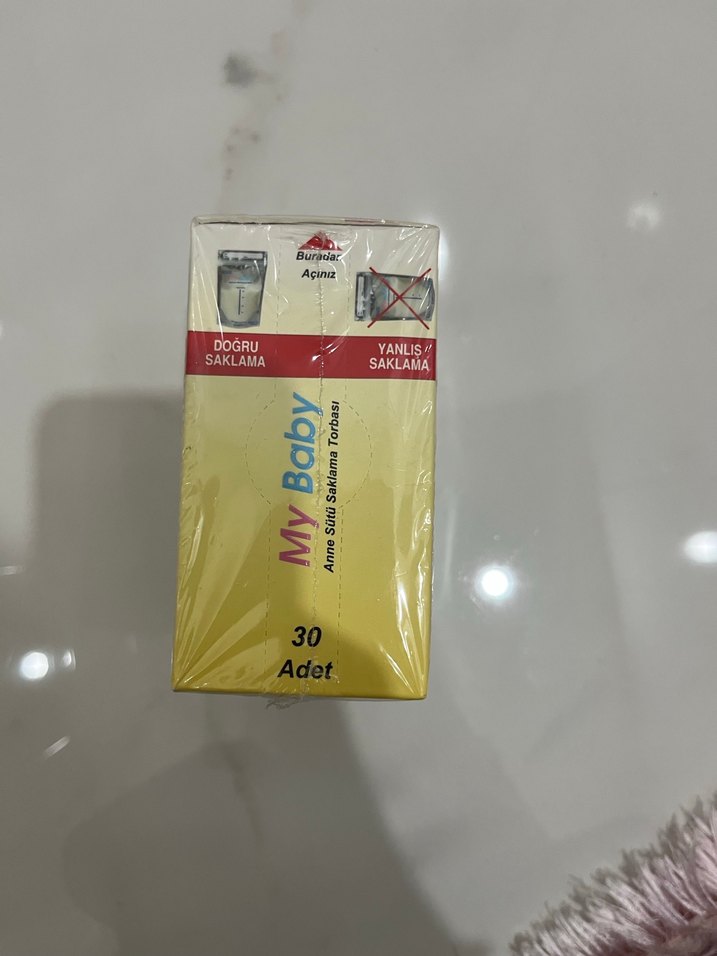 Buradan
Açınız
DOĞRU
SAKLAMA
YANLIŞ
SAKLAMA
My Baby
Anne Sütü Saklama Torbası
30
Adet